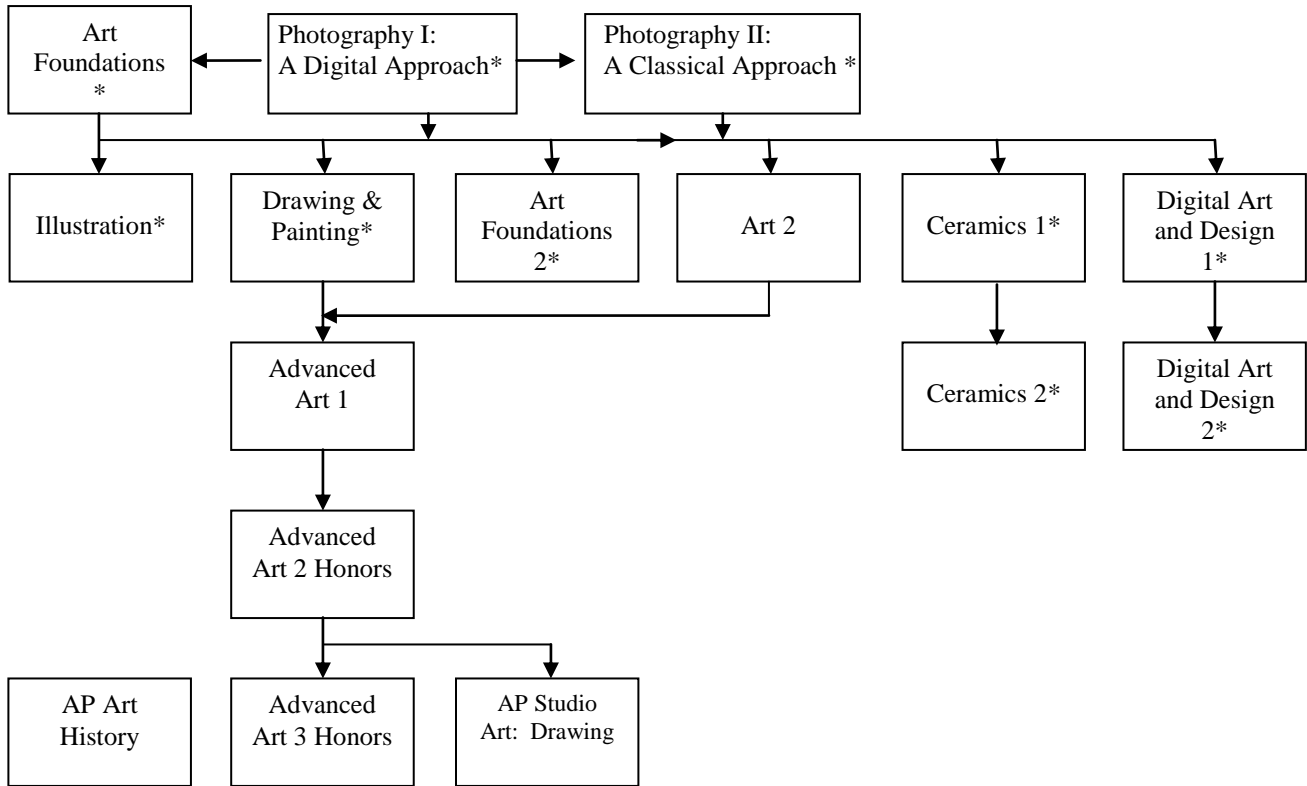 Art
Foundations
*
Photography I:
A Digital Approach*
Photography II:
A Classical Approach *
Illustration*
Drawing &
Painting*
Art
Foundations
2*
Art 2
Ceramics 1*
Digital Art
and Design
1*
Advanced
Art 1
Ceramics 2*
Digital Art
and Design
2*
Advanced
Art 2 Honors
AP Art
History
Advanced
Art 3 Honors
AP Studio
Art: Drawing